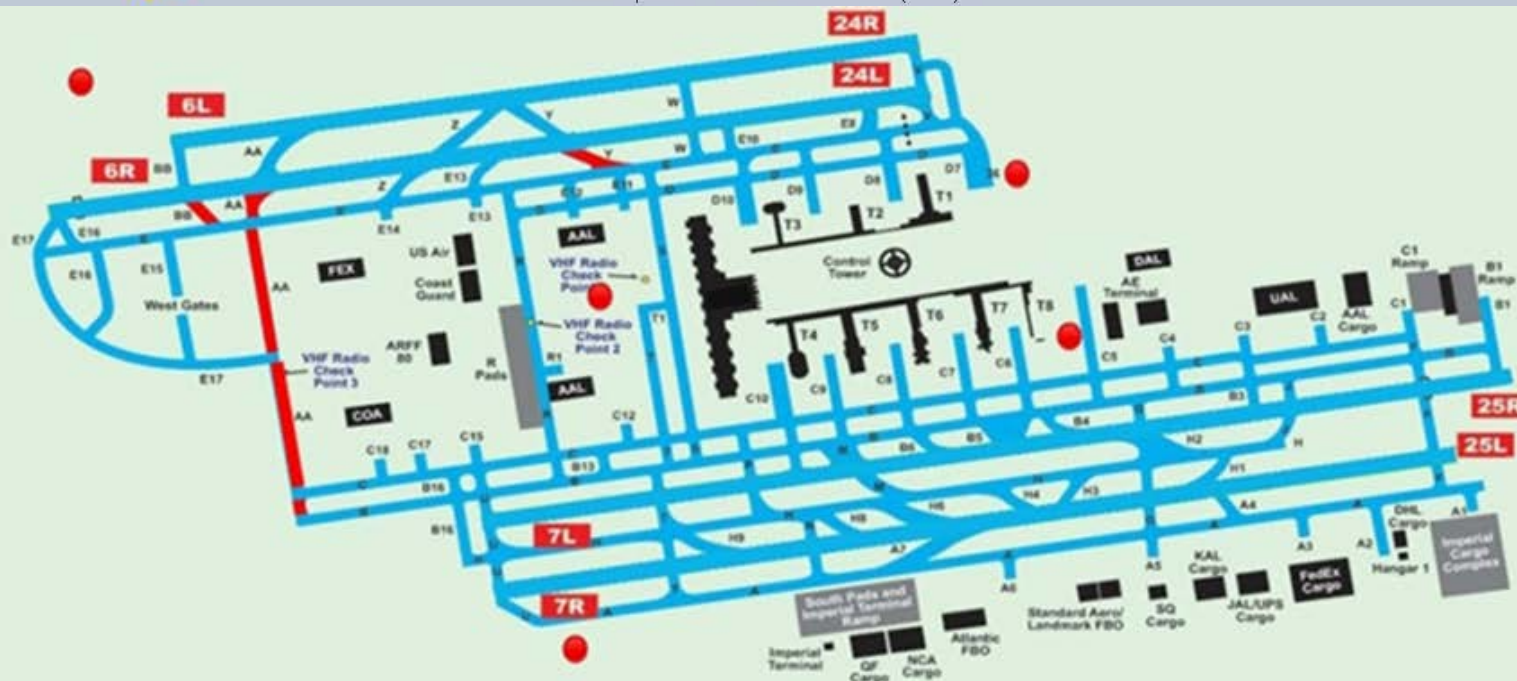 24R
24L
6L
6R
BB
AA
Z
Y
W
E8
E10
Y
W
E
D
D7
Z
E13
E11
D10
D9
D8
BB
AA
E17
E16
E
E14
E13
AAL
T3
T2
T1
E16
E15
FEX
US Air
Coast
Guard
VHF Radio
Check
Control
Tower
DAL
AE
Terminal
C1
Ramp
B1
Ramp
West Gates
AA
UAL
AAL
Cargo
C1
B1
T1
T4
T5
T6
T7
T8
VHF Radio
Check
Point 2
ARFF
80
R
Pads
R1
AAL
VHF Radio
Check
Point 3
E17
C10
C9
C8
C7
C6
C5
C4
C3
C2
AA
COA
C12
B3
25R
C18
C17
C15
B13
B6
B5
B4
H2
H
25L
B16
B16
H1
H4
H3
H6
H8
H9
A7
A4
7L
A5
A6
A3
A2
A1
DHL
Cargo
Hangar 1
Imperial
Cargo
Complex
KAL
Cargo
JAL/UPS
Cargo
FedEx
Cargo
SQ
Cargo
Standard Aero/
Landmark FBO
7R
South Pads and
Imperial Terminal
Ramp
Atlantic
FBO
Imperial
Terminal
QF
Cargo
NCA
Cargo